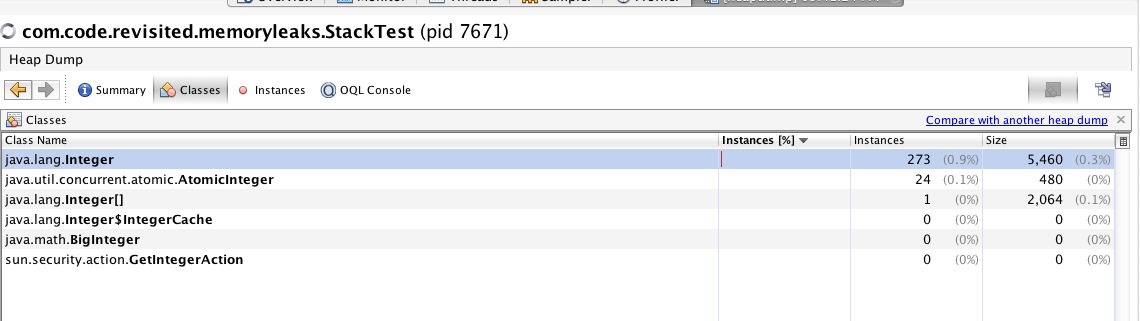 com.code.revisited.memoryleaks.StackTest (pid 7671)
Heap Dump
Summary Classes Instances OQL Console
Classes Compare with another heap dump
Class Name Instances [%] Instances Size
java.lang.Integer 273 (0.9%) 5,460 (0.3%)
java.util.concurrent.atomic.AtomicInteger 24 (0.1%) 480 (0%)
java.lang.Integer[] 1 (0%) 2,064 (0.1%)
java.lang.Integer$IntegerCache 0 (0%) 0 (0%)
java.math.BigInteger 0 (0%) 0 (0%)
sun.security.action.GetIntegerAction 0 (0%) 0 (0%)